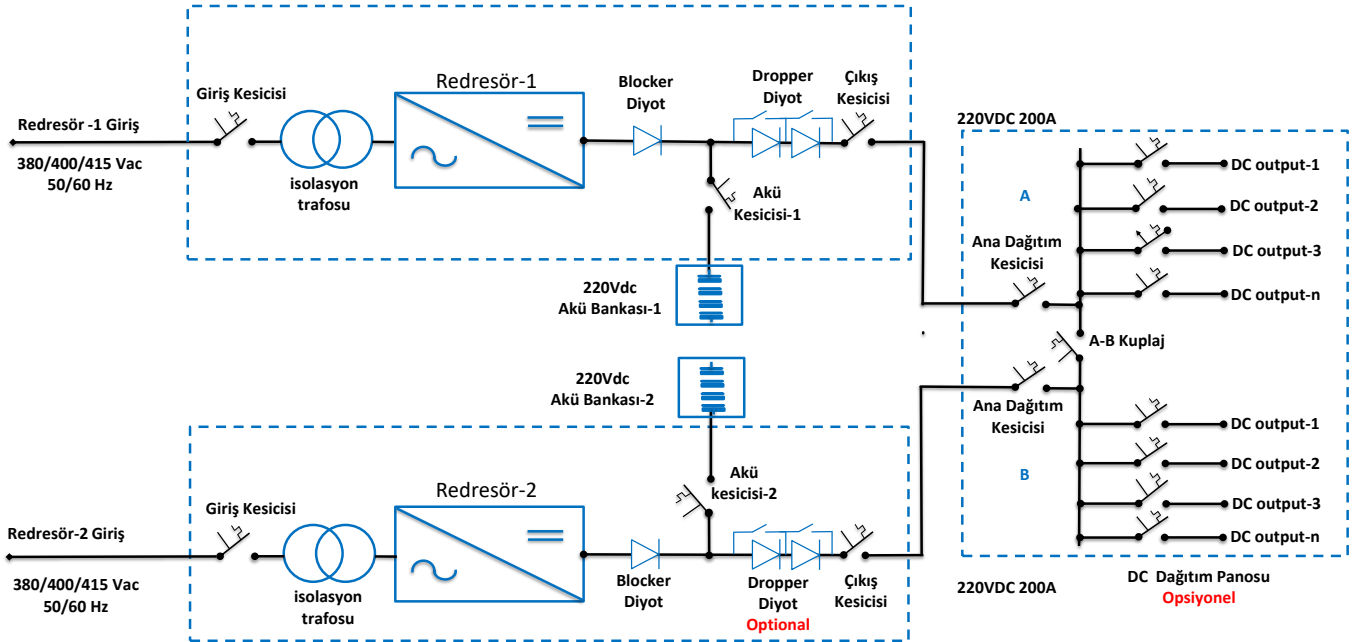 Redresör -1 Giriş
380/400/415 Vac
50/60 Hz
Giriş Kesicisi
isolasyon
trafosu
Redresör-1
Blocker
Diyot
Dropper
Diyot
Çıkış
Kesicisi
Akü
Kesicisi-1
220Vdc
Akü Bankası-1
220VDC 200A
A
Ana Dağıtım
Kesicisi
DC output-1
DC output-2
DC output-3
DC output-n
A-B Kuplaj
220Vdc
Akü Bankası-2
Ana Dağıtım
Kesicisi
B
DC output-1
DC output-2
DC output-3
DC output-n
Redresör-2 Giriş
380/400/415 Vac
50/60 Hz
Giriş Kesicisi
isolasyon
trafosu
Redresör-2
Akü
kesicisi-2
Blocker
Diyot
Dropper
Diyot
Optional
Çıkış
Kesicisi
220VDC 200A
DC Dağıtım Panosu
Opsiyonel